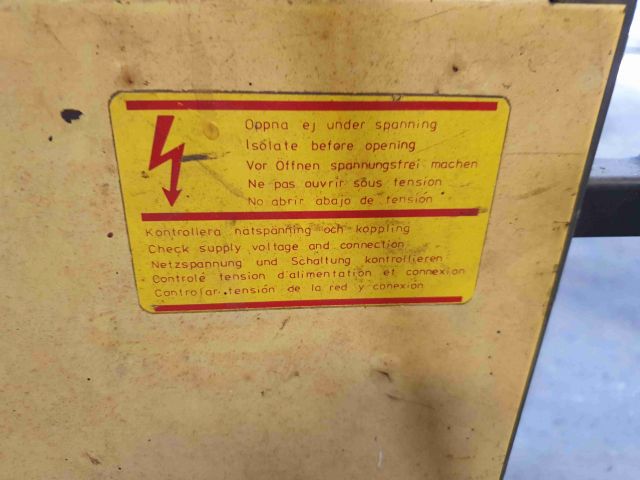 Öppna ej under spänning
Isolate before opening
Vor Öffnen spannungsfrei machen
Ne pas ouvrir sous tension
No abrir abajo de tensión
Kontrollera nätspänning och koppling
Check supply voltage and connection
Netzspannung und Schaltung kontrollieren
Controlé tension d'alimentation et connexion
Controlar tensión de la red y conexión